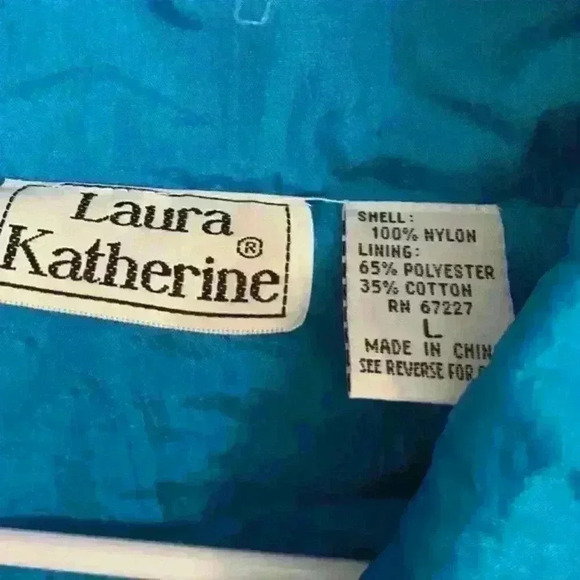 Laura
Katherine®
SHELL:
100% NYLON
LINING:
65% POLYESTER
35% COTTON
RN 67227
L
MADE IN CHIN
SEE REVERSE FOR